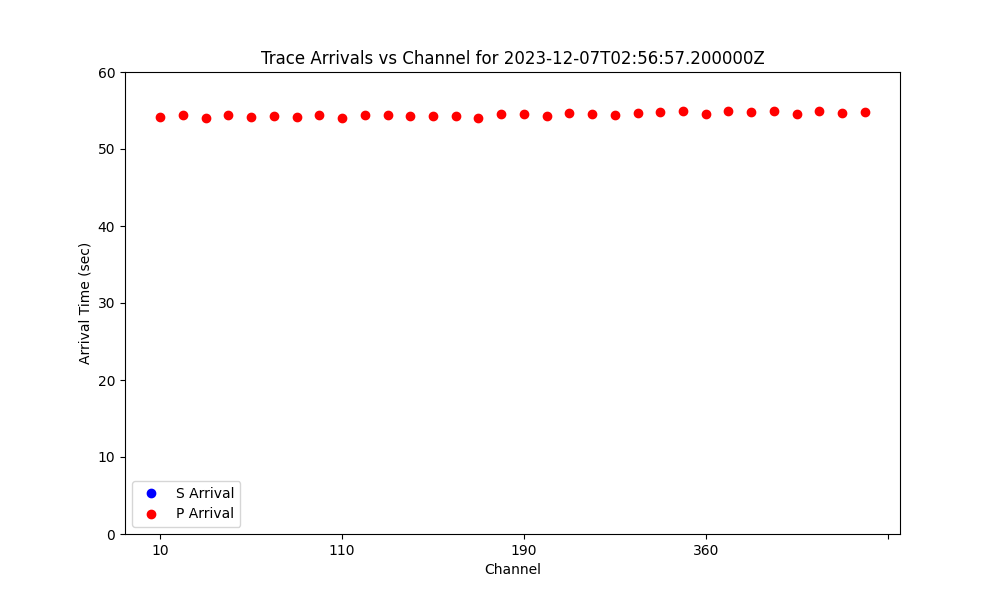 Trace Arrivals vs Channel for 2023-12-07T02:56:57.200000Z
60
50
40
30
20
10
0
Arrival Time (sec)
S Arrival
P Arrival
10 110 190 360
Channel